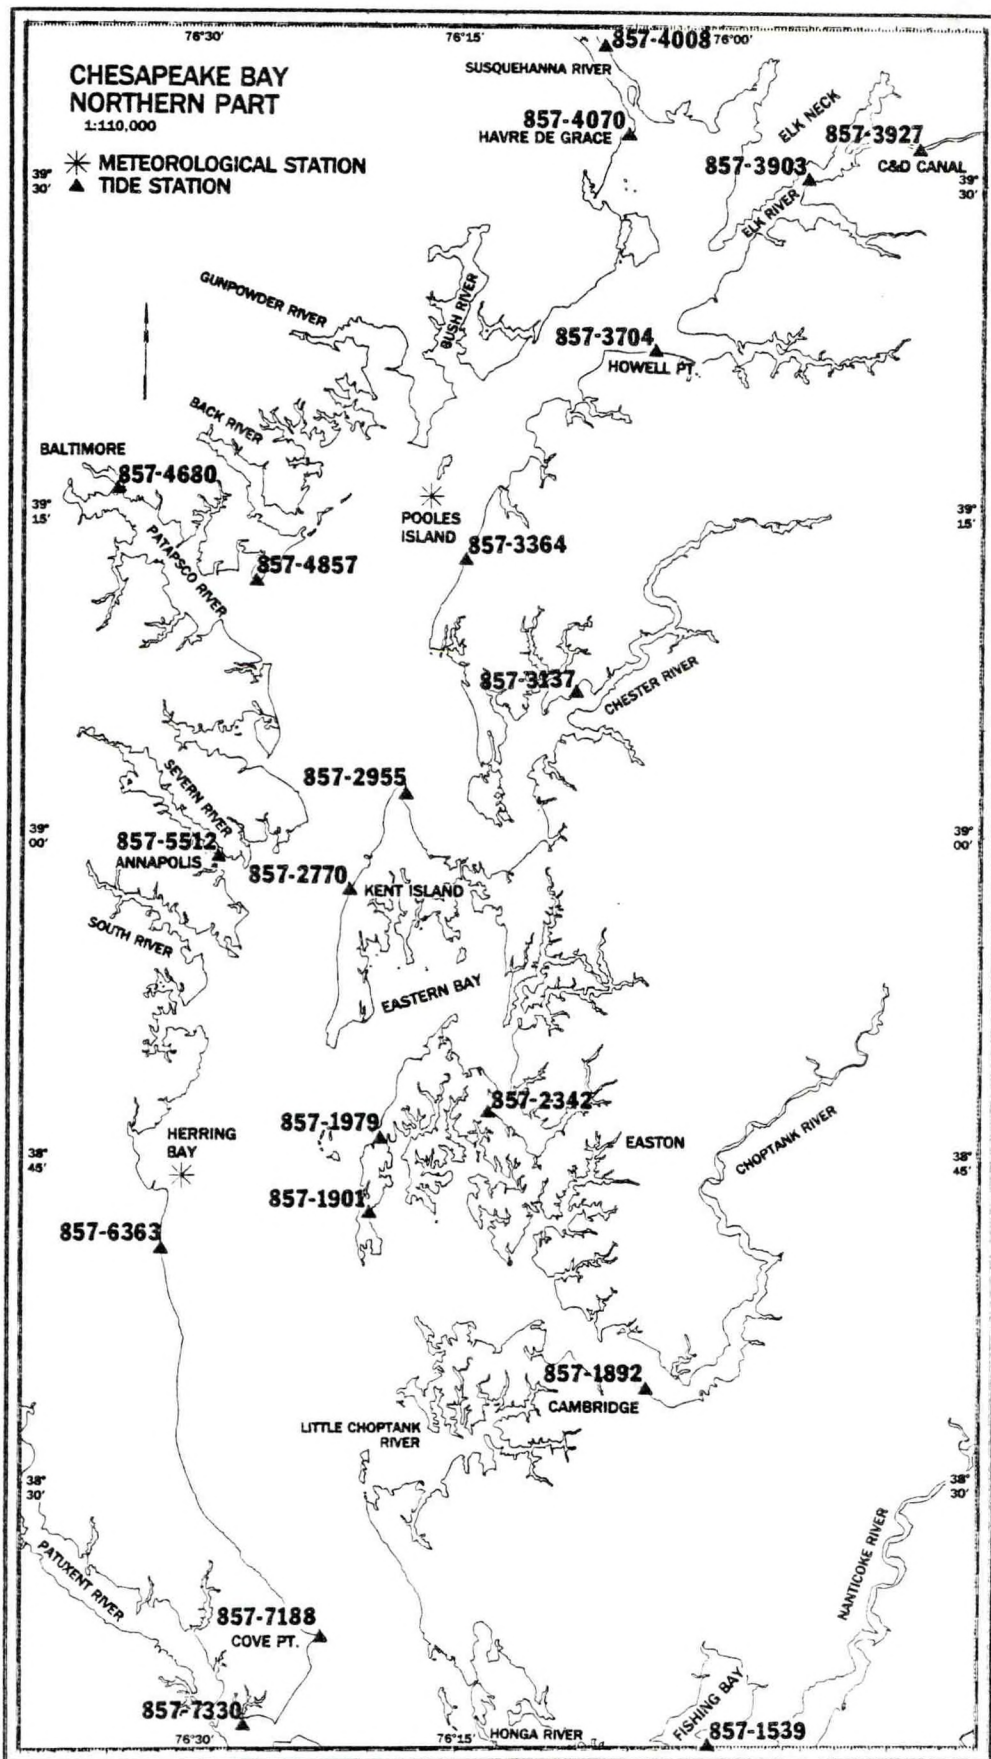 76°30′
76°15′
857-4008
76°00′
CHESAPEAKE BAY
NORTHERN PART
1:110,000
METEOROLOGICAL STATION
TIDE STATION
SUSQUEHANNA RIVER
857-4070
HAVRE DE GRACE
ELK NECK
857-3927
C&D CANAL
857-3903
39°
30′
39°
30′
ELK RIVER
GUNPOWDER RIVER
BUSH RIVER
857-3704
HOWELL PT.
BACK RIVER
BALTIMORE
857-4680
39°
15′
39°
15′
POOLES
ISLAND
PATAPSCO RIVER
857-3364
857-4857
857-3137
CHESTER RIVER
857-2955
SEVERN RIVER
39°
00′
39°
00′
857-5512
ANNAPOLIS
857-2770
KENT ISLAND
SOUTH RIVER
EASTERN BAY
857-2342
857-1979
HERRING
BAY
EASTON
CHOPTANK RIVER
38°
45′
38°
45′
857-1901
857-6363
857-1892
CAMBRIDGE
LITTLE CHOPTANK
RIVER
38°
30′
38°
30′
PATUXENT RIVER
NANTICOKE RIVER
857-7188
COVE PT.
857-7330
FISHING BAY
76°30′
76°15′
HONGA RIVER
857-1539